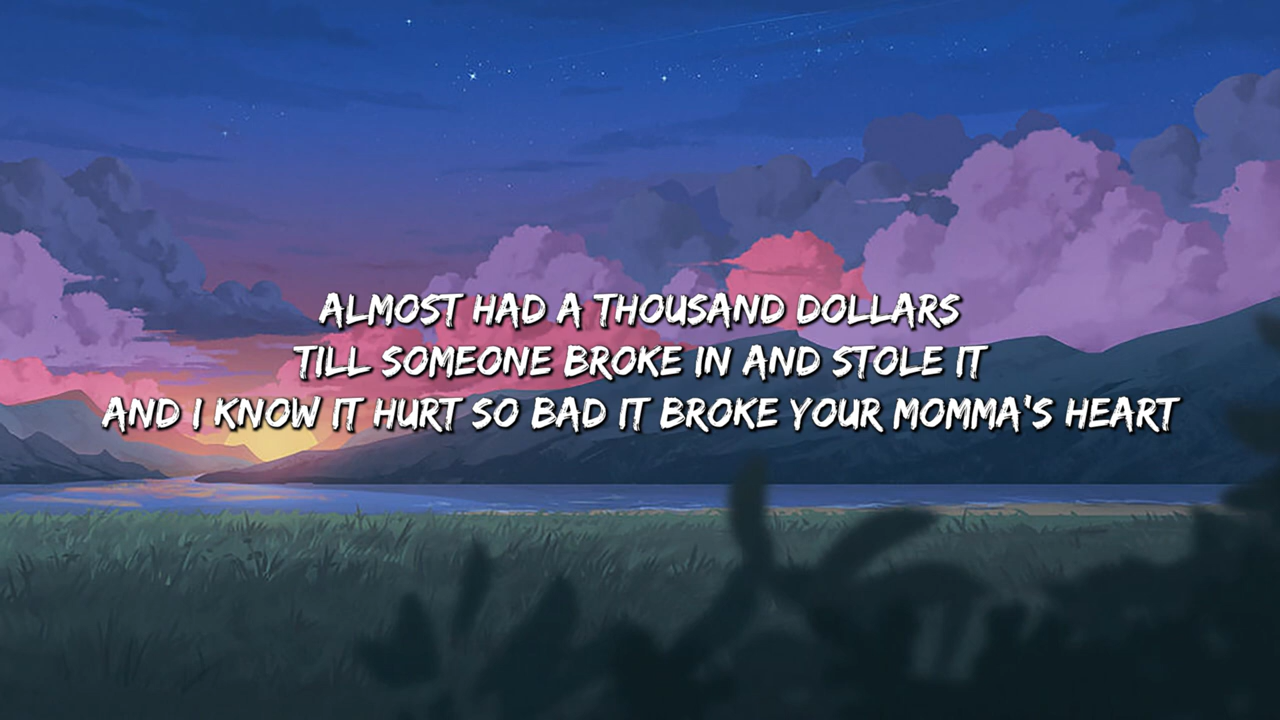 ALMOST HAD A THOUSAND DOLLARS
TILL SOMEONE BROKE IN AND STOLE IT
AND I KNOW IT HURT SO BAD IT BROKE YOUR MOMMA'S HEART